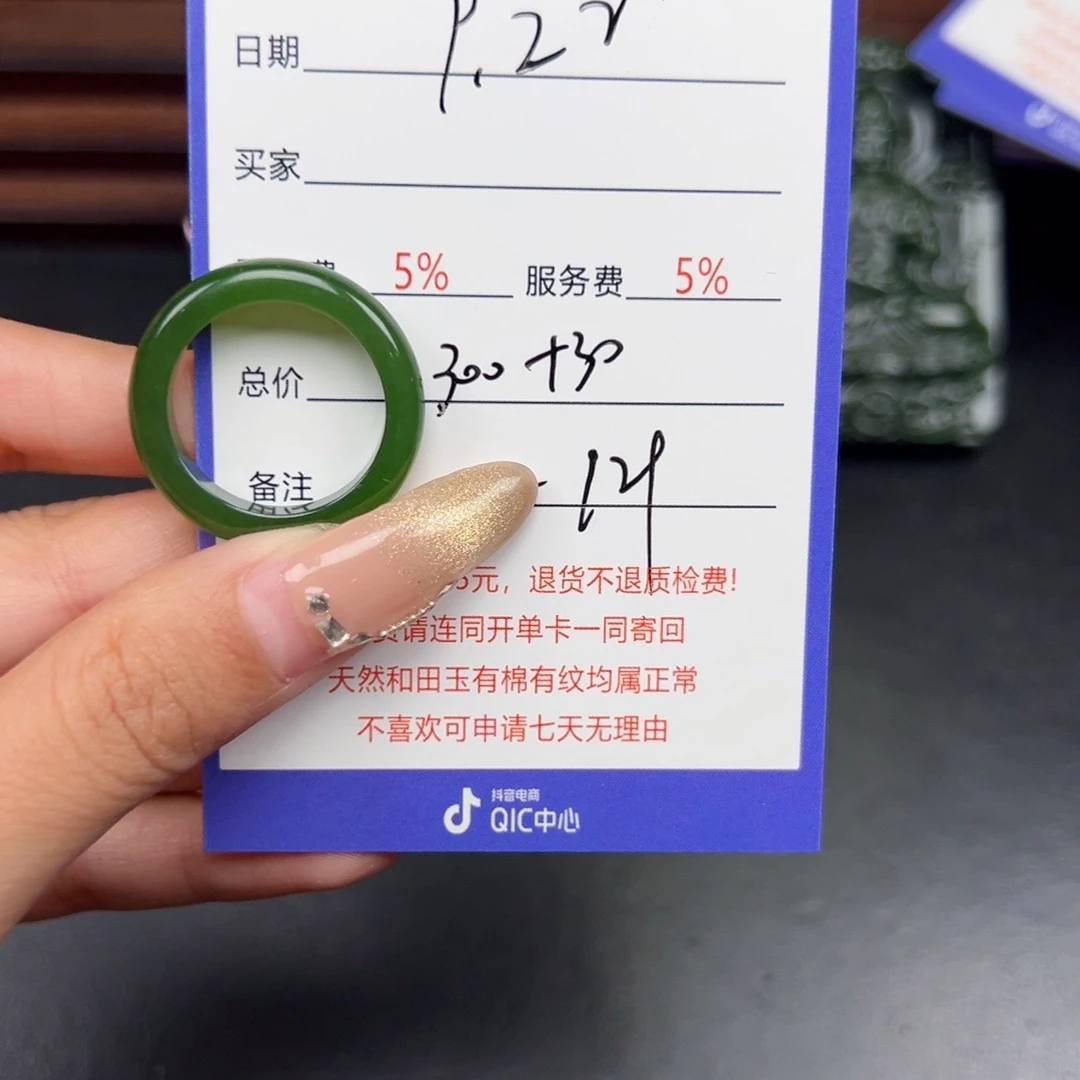 日期
买家
费 5% 服务费 5%
总价 300+30
备注
元，退货不退质检费！
请连同开单卡一同寄回
天然和田玉有棉有纹均属正常
不喜欢可申请七天无理由
抖音电商
QIC中心